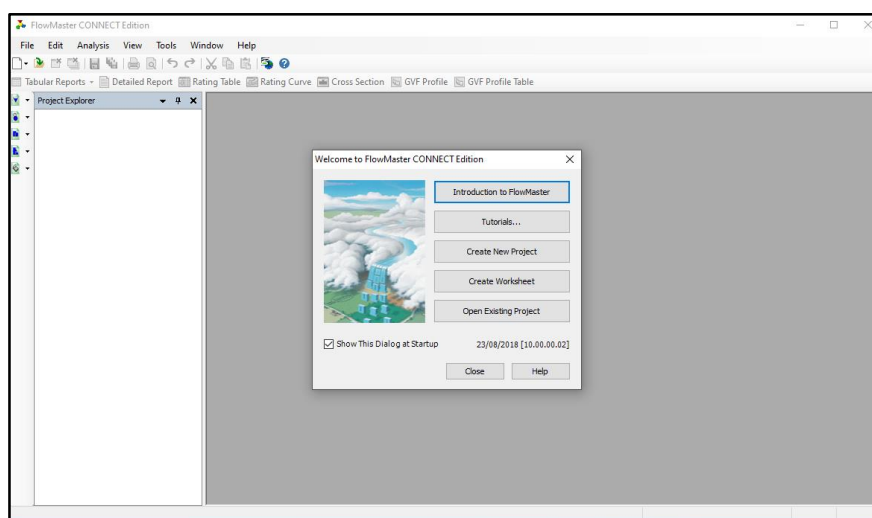 FlowMaster CONNECT Edition
File Edit Analysis View Tools Window Help
Tabular Reports Detailed Report Rating Table Rating Curve Cross Section GVF Profile GVF Profile Table
Project Explorer
Welcome to FlowMaster CONNECT Edition
Introduction to FlowMaster
Tutorials...
Create New Project
Create Worksheet
Open Existing Project
Show This Dialog at Startup 23/08/2018 [10.00.00.02]
Close Help